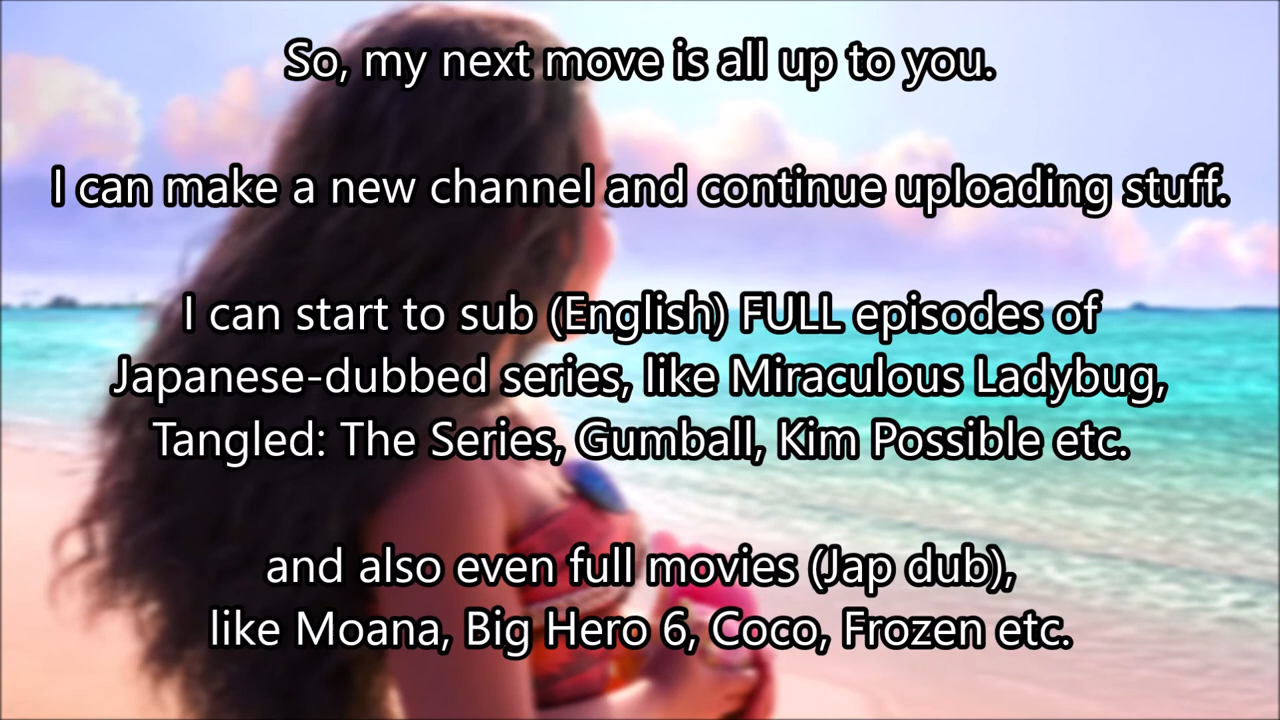 So, my next move is all up to you.
I can make a new channel and continue uploading stuff.
I can start to sub (English) FULL episodes of
Japanese-dubbed series, like Miraculous Ladybug,
Tangled: The Series, Gumball, Kim Possible etc.
and also even full movies (Jap dub),
like Moana, Big Hero 6, Coco, Frozen etc.